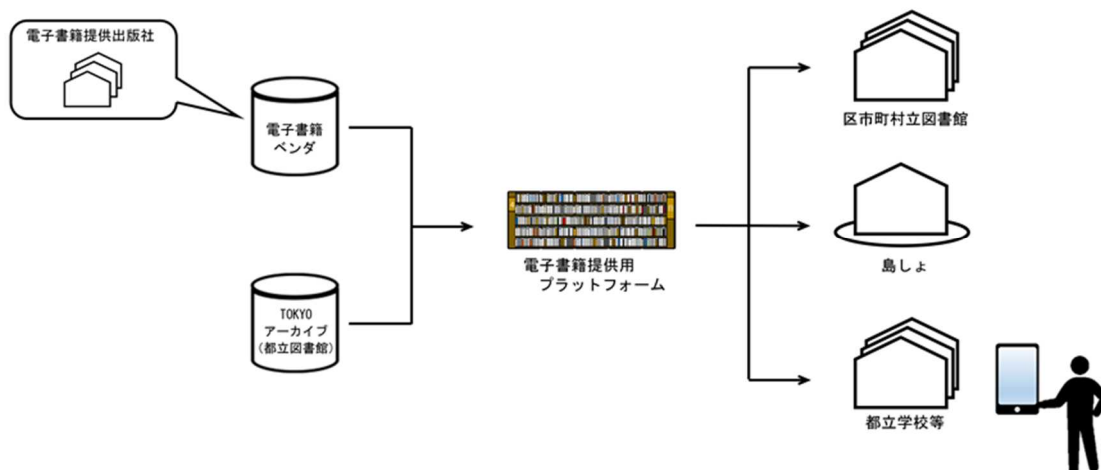 電子書籍提供出版社
電子書籍
ベンダ
TOKYO
アーカイブ
(都立図書館)
電子書籍提供用
プラットフォーム
区市町村立図書館
島しょ
都立学校等